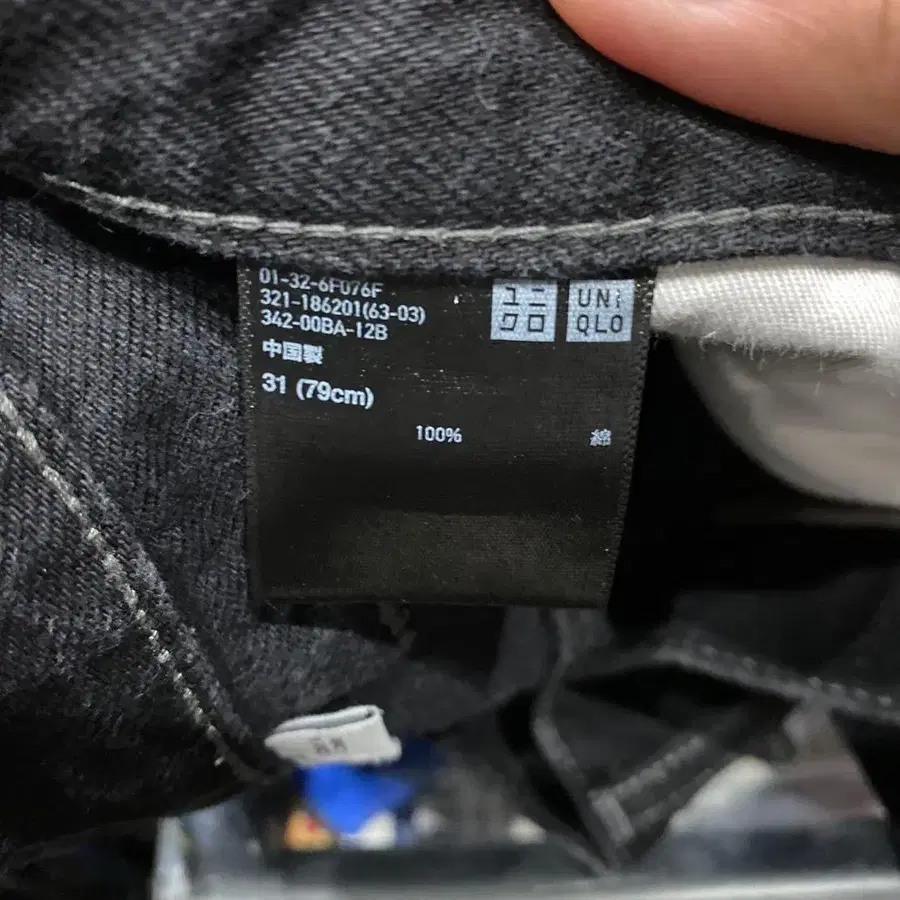 01-32-6F076F
321-186201(63-03)
342-00BA-12B
ユニ
クロ
UNI
QLO
中国製
31 (79cm)
100% 綿